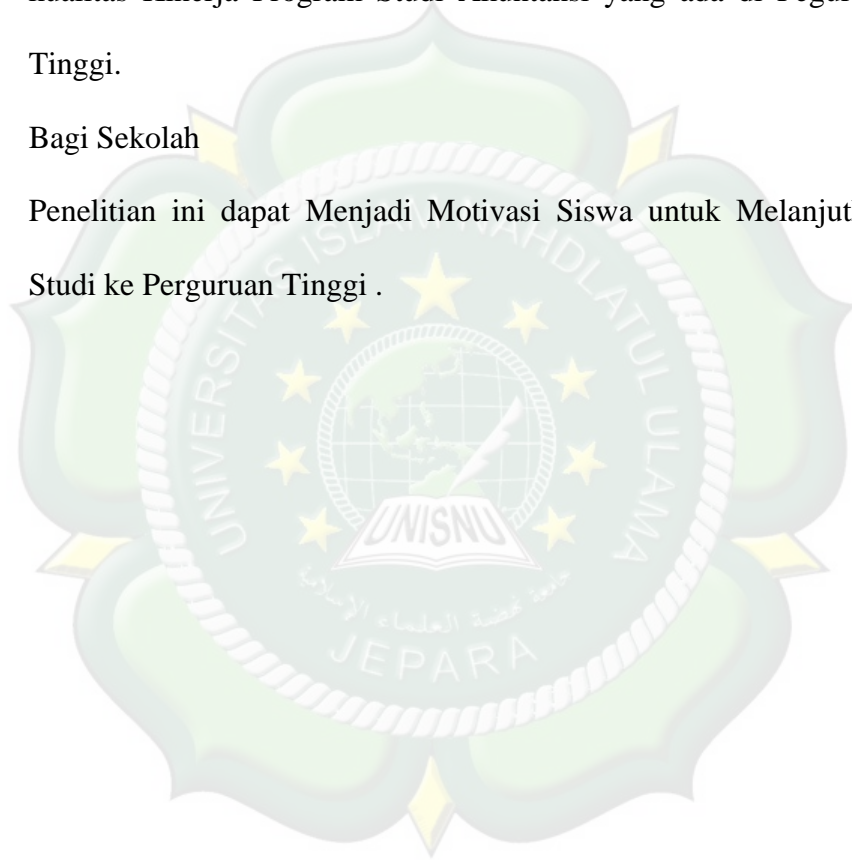 Tinggi.
Bagi Sekolah
Penelitian ini dapat Menjadi Motivasi Siswa untuk
Studi ke Perguruan Tinggi .
UNIVERSITAS ISLAM NAHDLATUL ULAMA
UNISNU
JEPARA